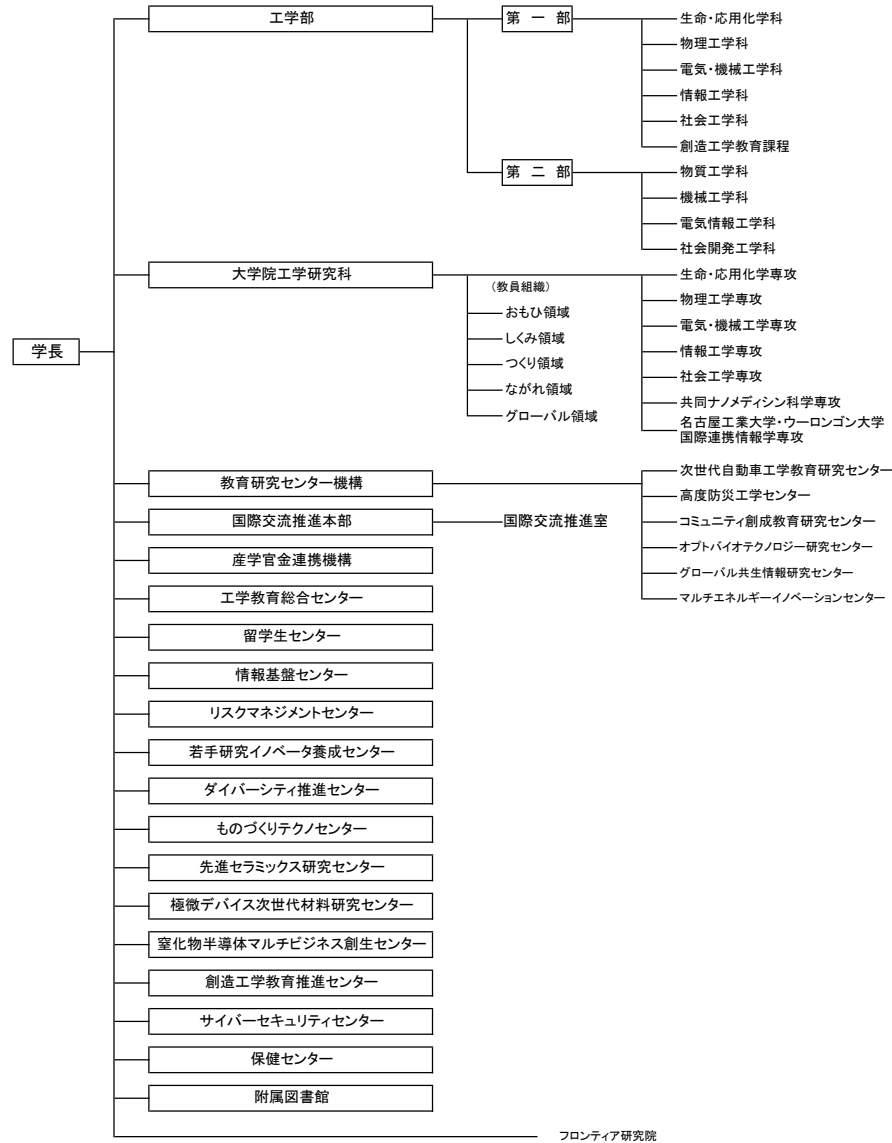 工学部
第一部
生命・応用化学科
物理工学科
電気・機械工学科
情報工学科
社会工学科
創造工学教育課程
第二部
物質工学科
機械工学科
電気情報工学科
社会開発工学科
大学院工学研究科
(教員組織)
おもひ領域
しくみ領域
つくり領域
ながれ領域
グローバル領域
生命・応用化学専攻
物理工学専攻
電気・機械工学専攻
情報工学専攻
社会工学専攻
共同ナノメディシン科学専攻
名古屋工業大学・ウーロンゴン大学
国際連携情報学専攻
学長
教育研究センター機構
次世代自動車工学教育研究センター
高度防災工学センター
コミュニティ創成教育研究センター
オプトバイオテクノロジー研究センター
グローバル共生情報研究センター
マルチエネルギーイノベーションセンター
国際交流推進本部
国際交流推進室
産学官金連携機構
工学教育総合センター
留学生センター
情報基盤センター
リスクマネジメントセンター
若手研究イノベータ養成センター
ダイバーシティ推進センター
ものづくりテクノセンター
先進セラミックス研究センター
極微デバイス次世代材料研究センター
窒化物半導体マルチビジネス創生センター
創造工学教育推進センター
サイバーセキュリティセンター
保健センター
附属図書館
フロンティア研究院